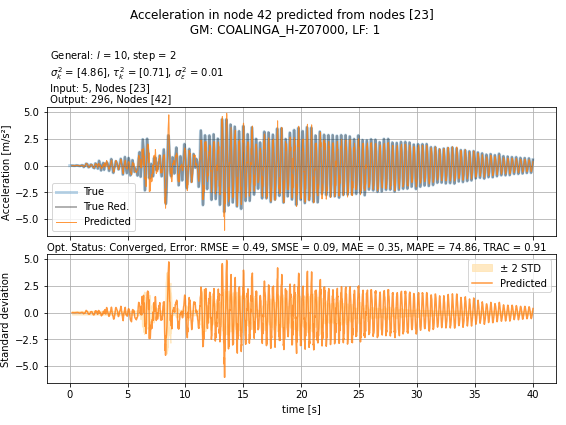 Acceleration in node 42 predicted from nodes [23]
GM: COALINGA_H-Z07000, LF: 1
General: l = 10, step = 2
σ²ₖ = [4.86], τ²ₖ = [0.71], σ²ε = 0.01
Input: 5, Nodes [23]
Output: 296, Nodes [42]
Acceleration [m/s²]
5.0
2.5
0.0
−2.5
−5.0
True
True Red.
Predicted
Opt. Status: Converged, Error: RMSE = 0.49, SMSE = 0.09, MAE = 0.35, MAPE = 74.86, TRAC = 0.91
Standard deviation
5.0
2.5
0.0
−2.5
−5.0
± 2 STD
Predicted
0 5 10 15 20 25 30 35 40
time [s]